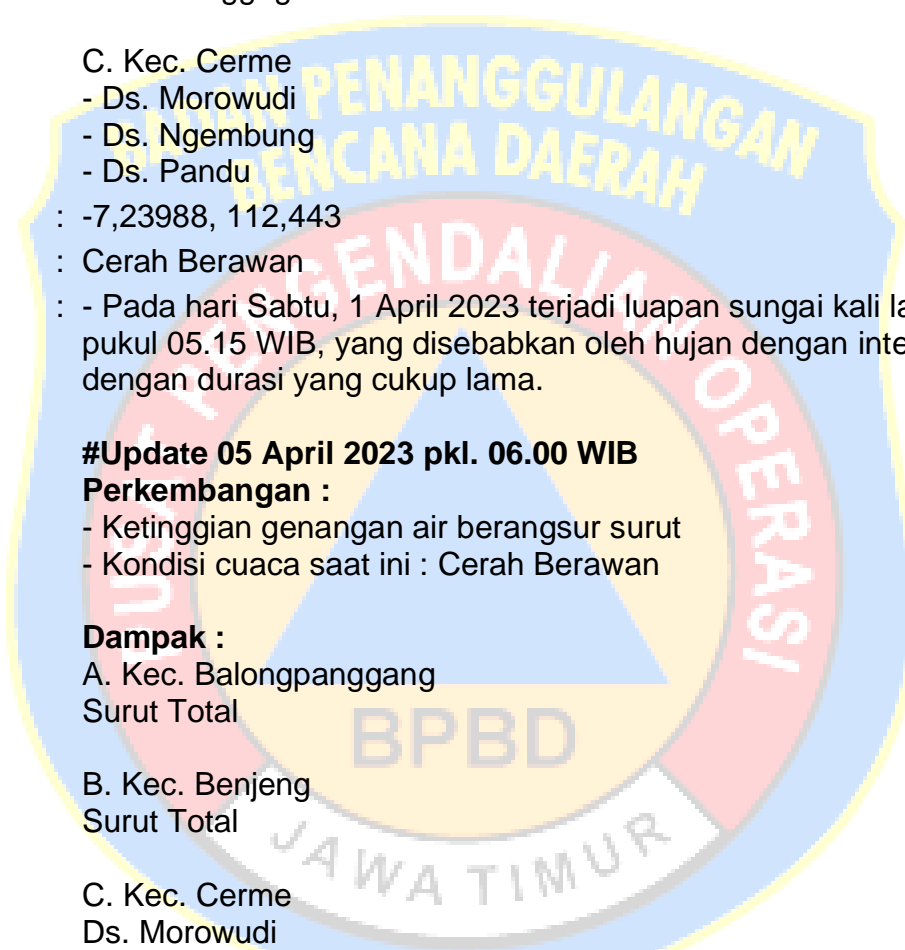 C. Kec. Cerme
- Ds. Morowudi
- Ds. Ngembung
- Ds. Pandu
: -7,23988, 112,443
: Cerah Berawan
: - Pada hari Sabtu, 1 April 2023 terjadi luapan sungai kali
pukul 05.15 WIB, yang disebabkan oleh hujan dengan
dengan durasi yang cukup lama.
#Update 05 April 2023 pkl. 06.00 WIB
Perkembangan :
- Ketinggian genangan air berangsur surut
- Kondisi cuaca saat ini : Cerah Berawan
Dampak :
A. Kec. Balongpanggang
Surut Total
B. Kec. Benjeng
Surut Total
C. Kec. Cerme
Ds. Morowudi
BADAN PENANGGULANGAN
BENCANA DAERAH
PUSAT PENGENDALIAN OPERASI
BPBD
JAWA TIMUR